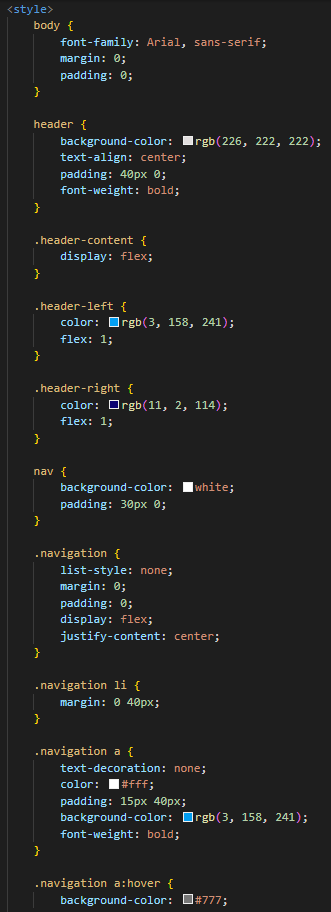 <style>
body {
font-family: Arial, sans-serif;
margin: 0;
padding: 0;
}
header {
background-color: rgb(226, 222, 222);
text-align: center;
padding: 40px 0;
font-weight: bold;
}
.header-content {
display: flex;
}
.header-left {
color: rgb(3, 158, 241);
flex: 1;
}
.header-right {
color: rgb(11, 2, 114);
flex: 1;
}
nav {
background-color: white;
padding: 30px 0;
}
.navigation {
list-style: none;
margin: 0;
padding: 0;
display: flex;
justify-content: center;
}
.navigation li {
margin: 0 40px;
}
.navigation a {
text-decoration: none;
color: #fff;
padding: 15px 40px;
background-color: rgb(3, 158, 241);
font-weight: bold;
}
.navigation a:hover {
background-color: #777;